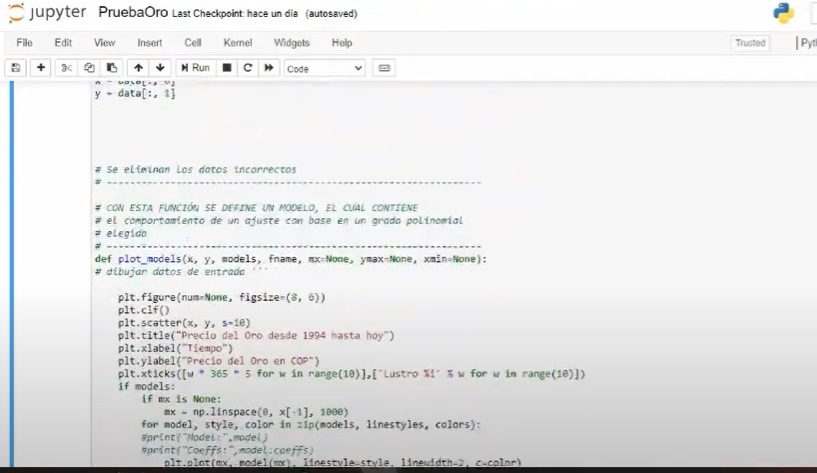 jupyter PruebaOro Last Checkpoint: hace un día (autosaved)
File Edit View Insert Cell Kernel Widgets Help
Trusted
Run Code
y = data[:, 1]
# Se eliminan los datos incorrectos
# ---------------------------------------------------------------
# CON ESTA FUNCIÓN SE DEFINE UN MODELO, EL CUAL CONTIENE
# el comportamiento de un ajuste con base en un grado polinomial
# elegido
# ---------------------------------------------------------------
def plot_models(x, y, models, fname, mx=None, ymax=None, xmin=None):
# dibujar datos de entrada '''
plt.figure(num=None, figsize=(8, 6))
plt.clf()
plt.scatter(x, y, s=10)
plt.title("Precio del Oro desde 1994 hasta hoy")
plt.xlabel("Tiempo")
plt.ylabel("Precio del Oro en COP")
plt.xticks([w * 365 * 5 for w in range(10)],['Lustro %i' % w for w in range(10)])
if models:
if mx is None:
mx = np.linspace(0, x[-1], 1000)
for model, style, color in zip(models, linestyles, colors):
#print("Model:",model)
#print("Coeffs:",model.coeffs)
plt.plot(mx, model(mx), linestyle=style, linewidth=2, c=color)